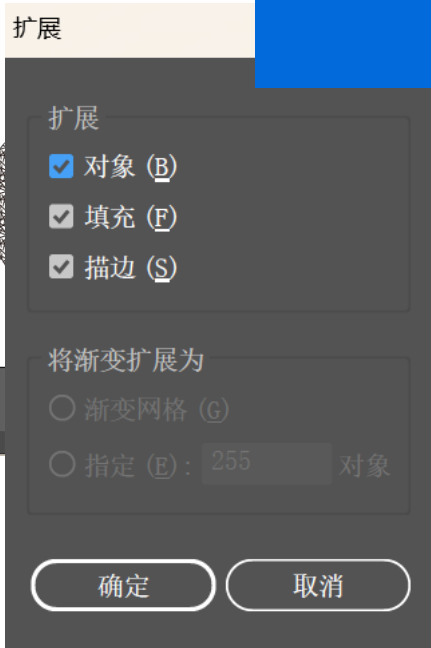 扩展
扩展
对象 (B)
填充 (F)
描边 (S)
将渐变扩展为
渐变网格 (G)
指定 (E): 255 对象
确定 取消